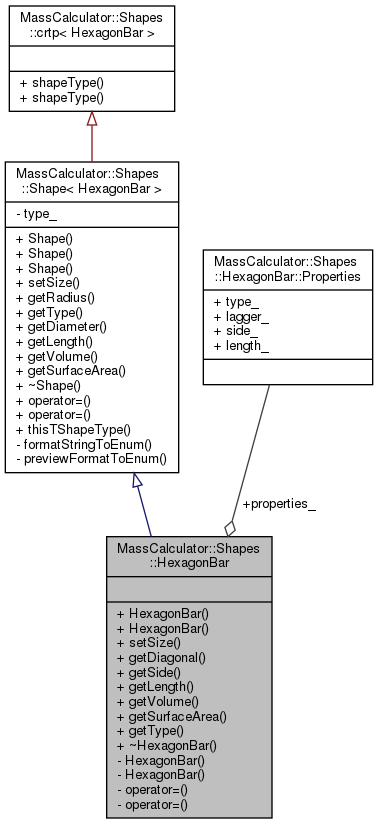 MassCalculator::Shapes
::crtp< HexagonBar >
+ shapeType()
+ shapeType()
MassCalculator::Shapes
::Shape< HexagonBar >
- type_
+ Shape()
+ Shape()
+ Shape()
+ setSize()
+ getRadius()
+ getType()
+ getDiameter()
+ getLength()
+ getVolume()
+ getSurfaceArea()
+ ~Shape()
+ operator=()
+ operator=()
+ thisTShapeType()
- formatStringToEnum()
- previewFormatToEnum()
MassCalculator::Shapes
::HexagonBar::Properties
+ type_
+ lagger_
+ side_
+ length_
+properties_
MassCalculator::Shapes
::HexagonBar
+ HexagonBar()
+ HexagonBar()
+ setSize()
+ getDiagonal()
+ getSide()
+ getLength()
+ getVolume()
+ getSurfaceArea()
+ getType()
+ ~HexagonBar()
- HexagonBar()
- HexagonBar()
- operator=()
- operator=()